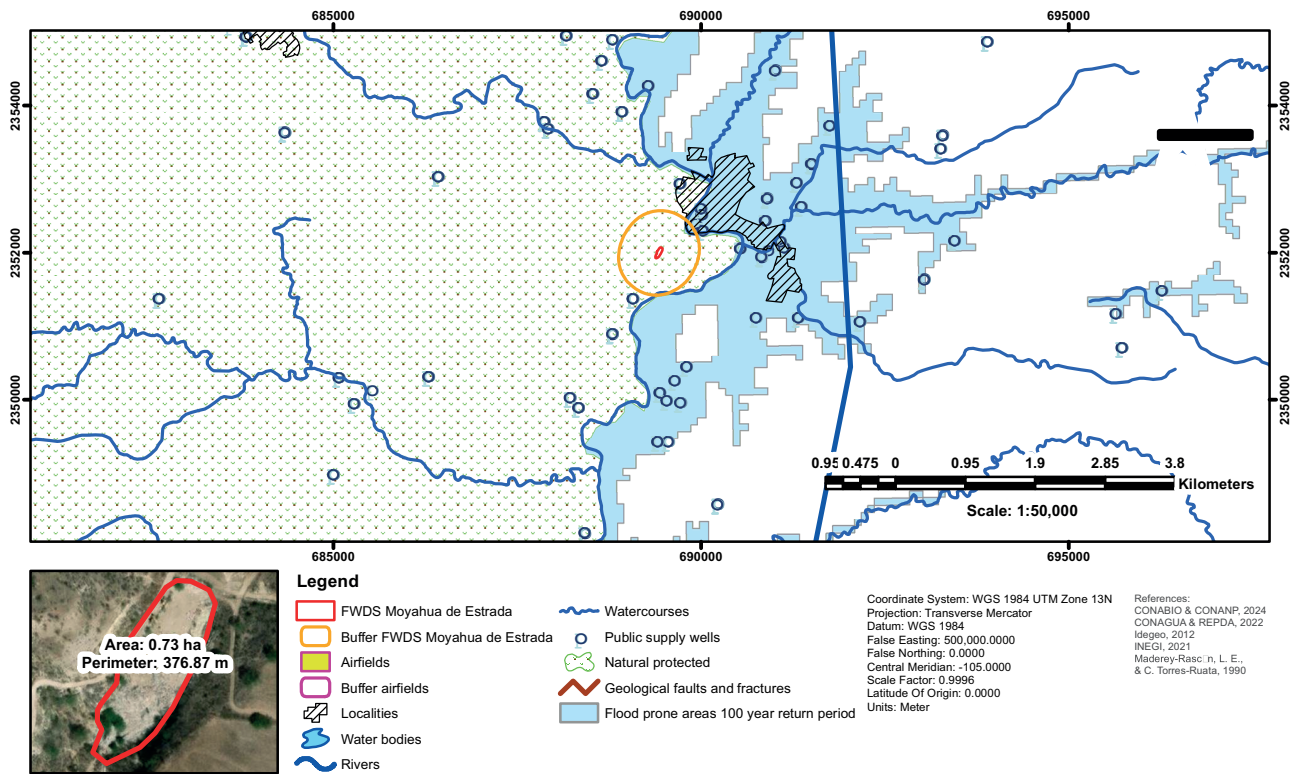 685000
690000
695000
2354000
2354000
2352000
2352000
2350000
2350000
0.95 0.475 0 0.95 1.9 2.85 3.8
Kilometers
Scale: 1:50,000
685000
690000
695000
Area: 0.73 ha
Perimeter: 376.87 m
Legend
FWDS Moyahua de Estrada
Buffer FWDS Moyahua de Estrada
Airfields
Buffer airfields
Localities
Water bodies
Rivers
Watercourses
Public supply wells
Natural protected
Geological faults and fractures
Flood prone areas 100 year return period
Coordinate System: WGS 1984 UTM Zone 13N
Projection: Transverse Mercator
Datum: WGS 1984
False Easting: 500,000.0000
False Northing: 0.0000
Central Meridian: -105.0000
Scale Factor: 0.9996
Latitude Of Origin: 0.0000
Units: Meter
References:
CONABIO & CONANP, 2024
CONAGUA & REPDA, 2022
Idegeo, 2012
INEGI, 2021
Maderey-Rasc□n, L. E.,
& C. Torres-Ruata, 1990